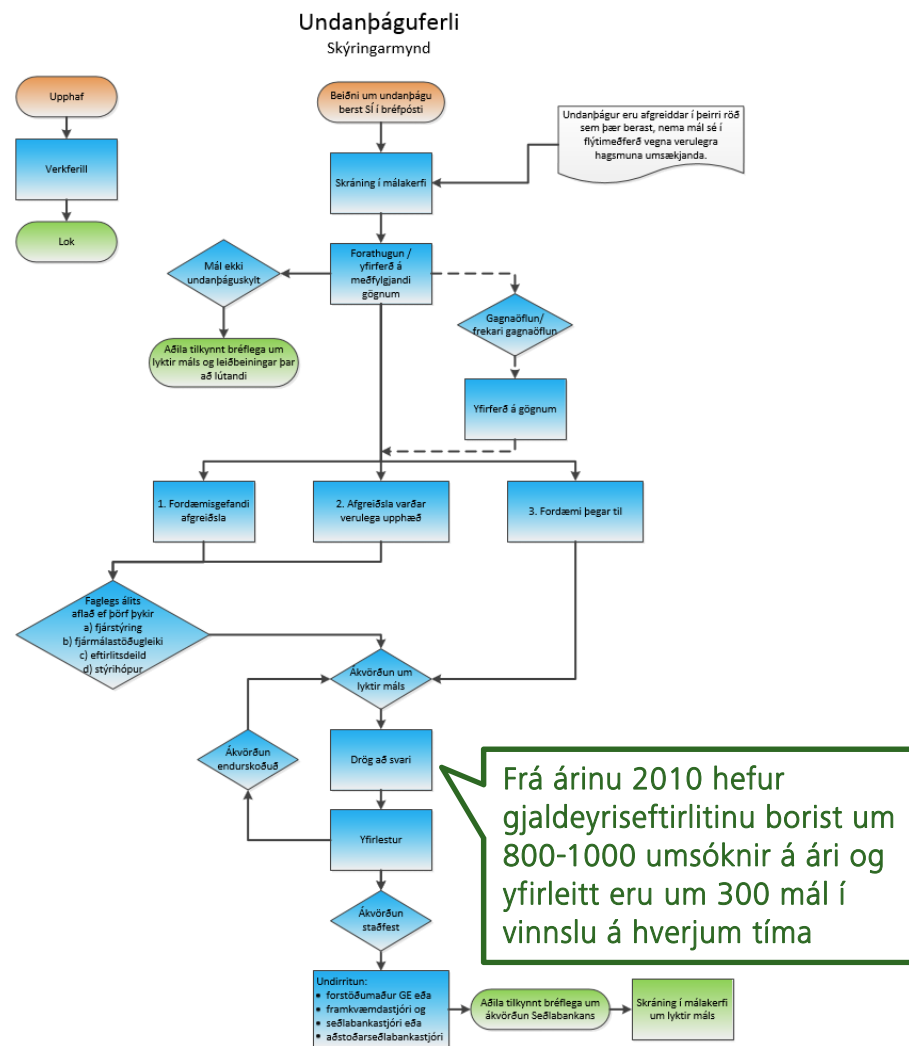 Undanþáguferli
Skýringarmynd
Upphaf
Verkferill
Lok
Beiðni um undanþágu
berst SÍ í bréfpósti
Undanþágur eru afgreiddar í þeirri röð
sem þær berast, nema mál sé í
flýtimeðferð vegna verulegra
hagsmuna umsækjanda.
Skráning í málakerfi
Forathugun /
yfirferð á
meðfylgjandi
gögnum
Mál ekki
undanþáguskylt
Aðila tilkynnt bréflega um
lyktir máls og leiðbeiningar þar
að lútandi
Gagnaöflun/
frekari gagnaöflun
Yfirferð á gögnum
1. Fordæmisgefandi
afgreiðsla
2. Afgreiðsla varðar
verulega upphæð
3. Fordæmi þegar til
Faglegs álits
aflað ef þörf þykir
a) fjárstýring
b) fjármálastöðugleiki
c) eftirlitsdeild
d) stýrihópur
Ákvörðun um
lyktir máls
Ákvörðun
endurskoðuð
Drög að svari
Yfirlestur
Frá árinu 2010 hefur
gjaldeyriseftirlitinu borist um
800-1000 umsóknir á ári og
yfirleitt eru um 300 mál í
vinnslu á hverjum tíma
Ákvörðun
staðfest
Undirritun:
• forstöðumaður GE eða
• framkvæmdastjóri og
• seðlabankastjóri eða
• aðstoðarseðlabankastjóri
Aðila tilkynnt bréflega um
ákvörðun Seðlabankans
Skráning í málakerfi
um lyktir máls